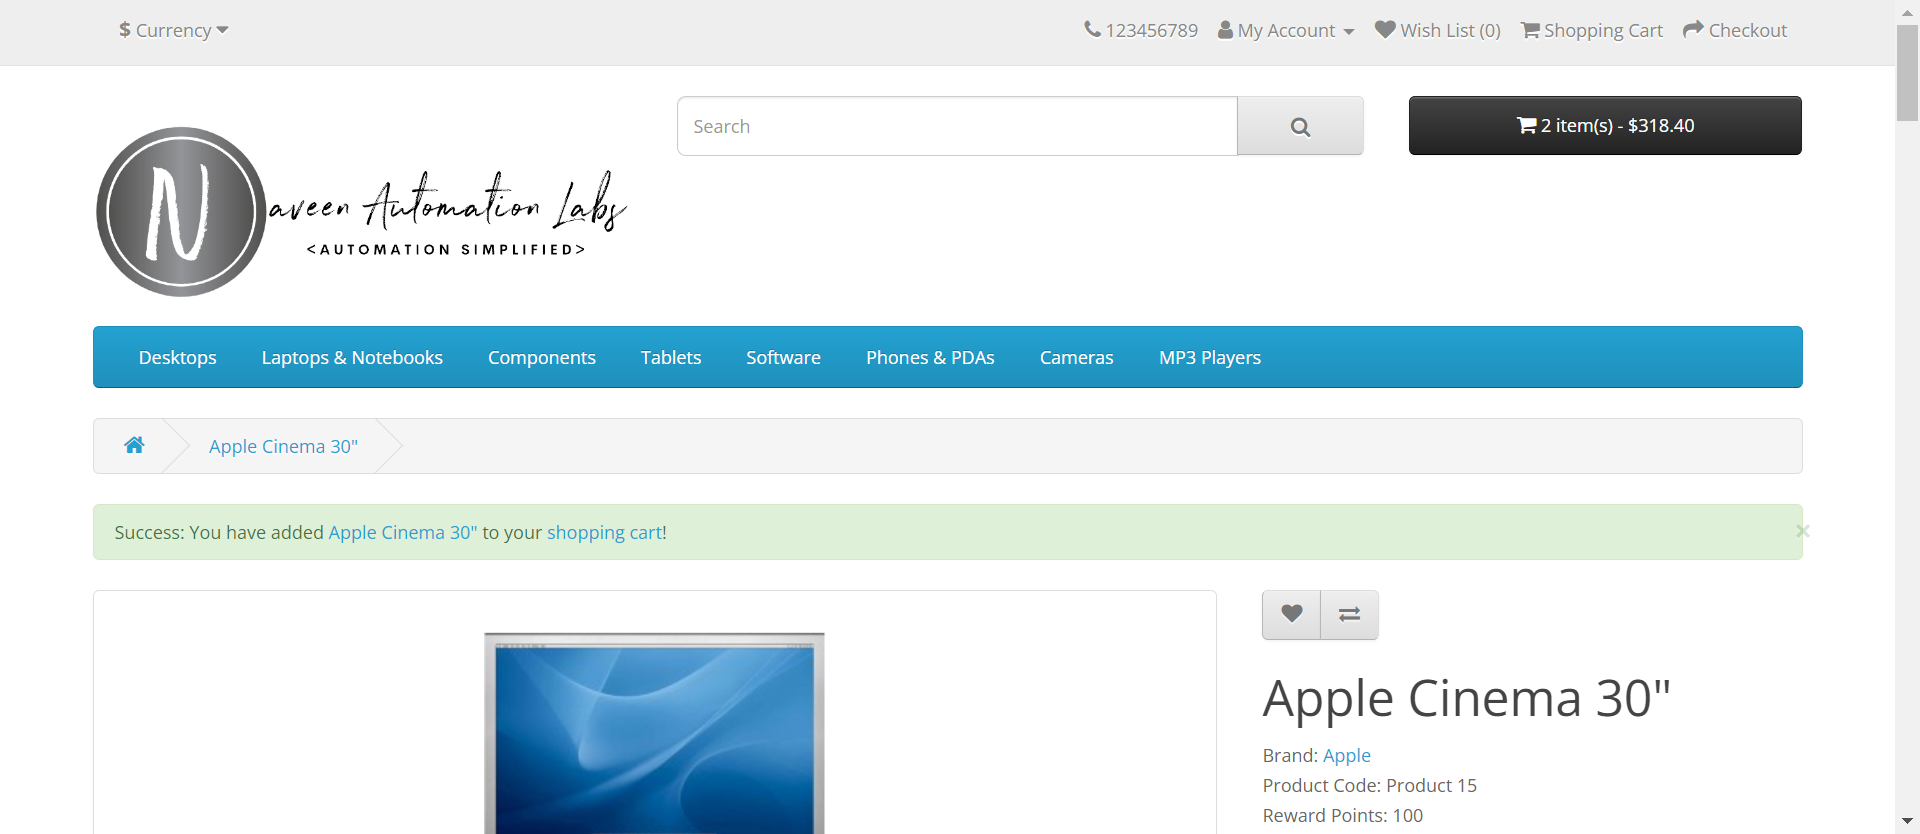 $ Currency
123456789 My Account Wish List (0) Shopping Cart Checkout
Search
2 item(s) - $318.40
Naveen Automation Labs
<AUTOMATION SIMPLIFIED>
Desktops Laptops & Notebooks Components Tablets Software Phones & PDAs Cameras MP3 Players
Apple Cinema 30"
Success: You have added Apple Cinema 30" to your shopping cart!
×
Apple Cinema 30"
Brand: Apple
Product Code: Product 15
Reward Points: 100